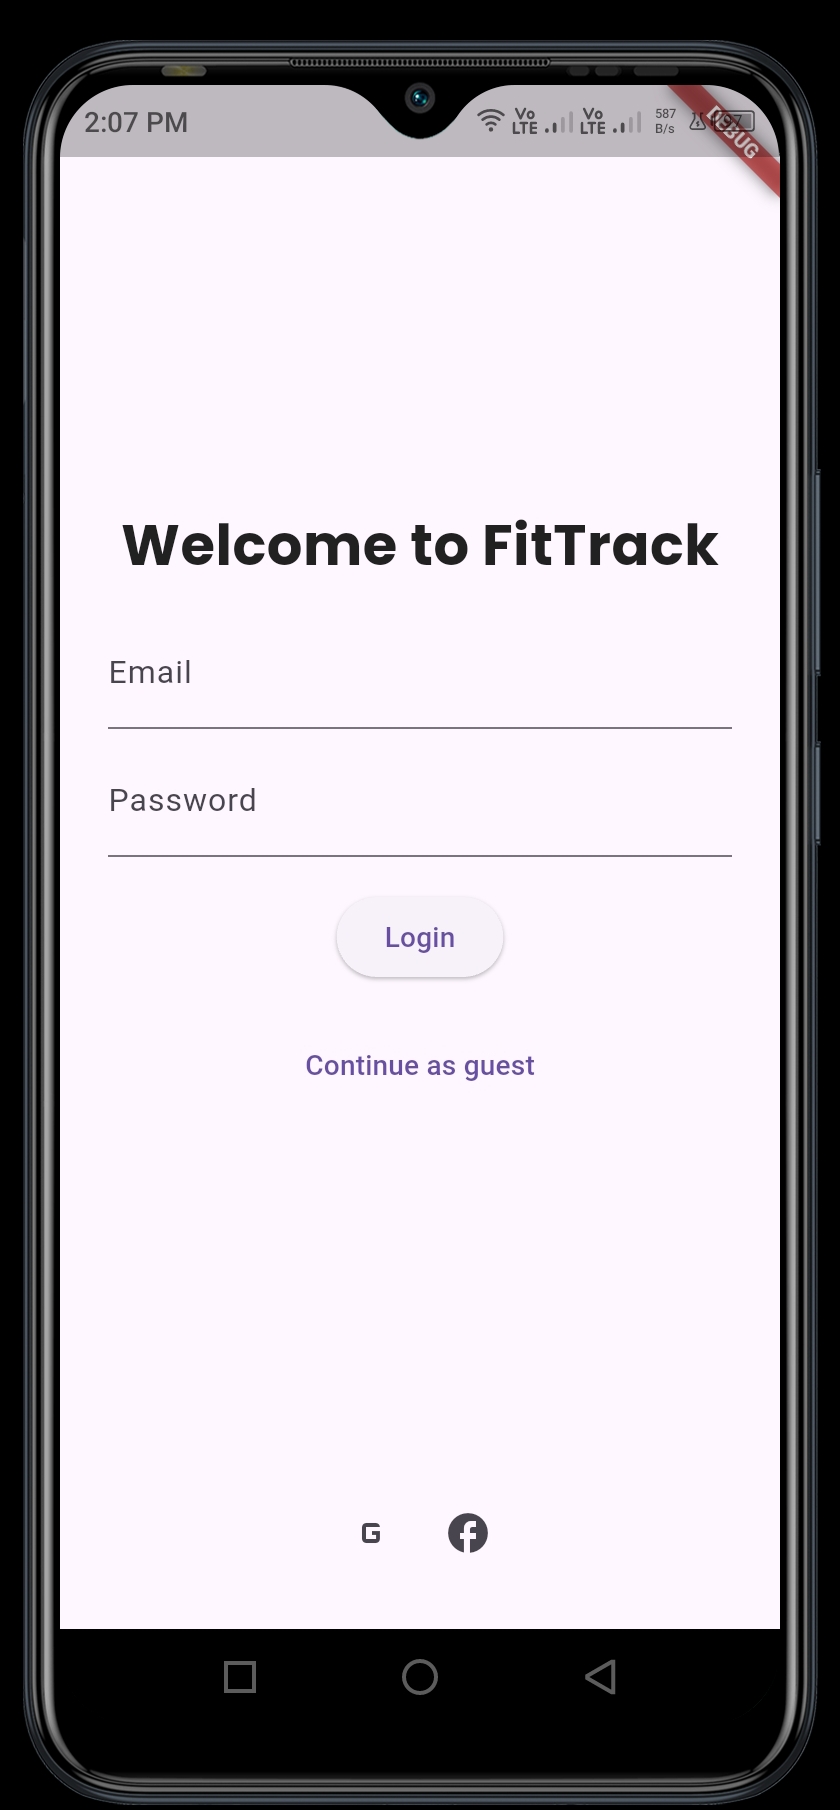 2:07 PM
Vo
LTE
Vo
LTE
587
B/s
97
DEBUG
Welcome to FitTrack
Email
Password
Login
Continue as guest
G
f